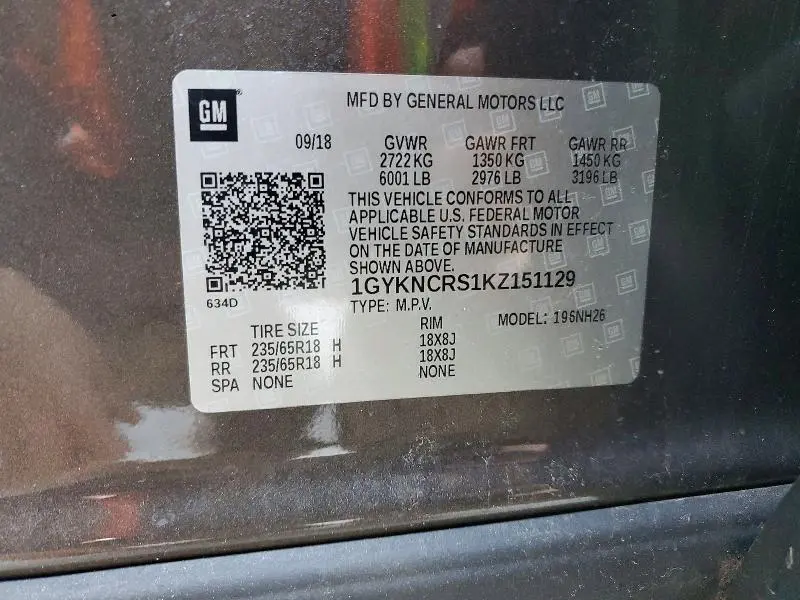 GM
MFD BY GENERAL MOTORS LLC
09/18 GVWR GAWR FRT GAWR RR
2722 KG 1350 KG 1450 KG
6001 LB 2976 LB 3196 LB
THIS VEHICLE CONFORMS TO ALL
APPLICABLE U.S. FEDERAL MOTOR
VEHICLE SAFETY STANDARDS IN EFFECT
ON THE DATE OF MANUFACTURE
SHOWN ABOVE.
1GYKNCRS1KZ151129
634D
TYPE: M.P.V. MODEL: 196NH26
TIRE SIZE RIM
FRT 235/65R18 H 18X8J
RR 235/65R18 H 18X8J
SPA NONE NONE